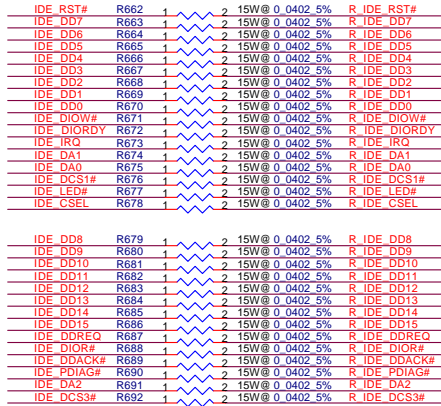 IDE_RST# R662 1 2 15W@ 0_0402_5% R_IDE_RST#
IDE_DD7 R663 1 2 15W@ 0_0402_5% R_IDE_DD7
IDE_DD6 R664 1 2 15W@ 0_0402_5% R_IDE_DD6
IDE_DD5 R665 1 2 15W@ 0_0402_5% R_IDE_DD5
IDE_DD4 R666 1 2 15W@ 0_0402_5% R_IDE_DD4
IDE_DD3 R667 1 2 15W@ 0_0402_5% R_IDE_DD3
IDE_DD2 R668 1 2 15W@ 0_0402_5% R_IDE_DD2
IDE_DD1 R669 1 2 15W@ 0_0402_5% R_IDE_DD1
IDE_DD0 R670 1 2 15W@ 0_0402_5% R_IDE_DD0
IDE_DIOW# R671 1 2 15W@ 0_0402_5% R_IDE_DIOW#
IDE_DIORDY R672 1 2 15W@ 0_0402_5% R_IDE_DIORDY
IDE_IRQ R673 1 2 15W@ 0_0402_5% R_IDE_IRQ
IDE_DA1 R674 1 2 15W@ 0_0402_5% R_IDE_DA1
IDE_DA0 R675 1 2 15W@ 0_0402_5% R_IDE_DA0
IDE_DCS1# R676 1 2 15W@ 0_0402_5% R_IDE_DCS1#
IDE_LED# R677 1 2 15W@ 0_0402_5% R_IDE_LED#
IDE_CSEL R678 1 2 15W@ 0_0402_5% R_IDE_CSEL
IDE_DD8 R679 1 2 15W@ 0_0402_5% R_IDE_DD8
IDE_DD9 R680 1 2 15W@ 0_0402_5% R_IDE_DD9
IDE_DD10 R681 1 2 15W@ 0_0402_5% R_IDE_DD10
IDE_DD11 R682 1 2 15W@ 0_0402_5% R_IDE_DD11
IDE_DD12 R683 1 2 15W@ 0_0402_5% R_IDE_DD12
IDE_DD13 R684 1 2 15W@ 0_0402_5% R_IDE_DD13
IDE_DD14 R685 1 2 15W@ 0_0402_5% R_IDE_DD14
IDE_DD15 R686 1 2 15W@ 0_0402_5% R_IDE_DD15
IDE_DDREQ R687 1 2 15W@ 0_0402_5% R_IDE_DDREQ
IDE_DIOR# R688 1 2 15W@ 0_0402_5% R_IDE_DIOR#
IDE_DDACK# R689 1 2 15W@ 0_0402_5% R_IDE_DDACK#
IDE_PDIAG# R690 1 2 15W@ 0_0402_5% R_IDE_PDIAG#
IDE_DA2 R691 1 2 15W@ 0_0402_5% R_IDE_DA2
IDE_DCS3# R692 1 2 15W@ 0_0402_5% R_IDE_DCS3#